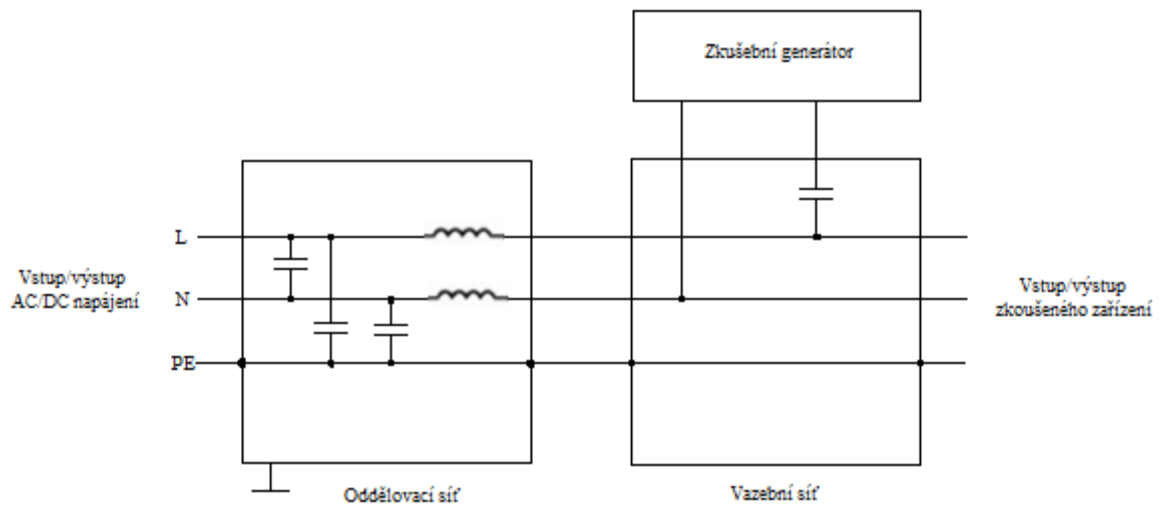 Zkušební generátor
L
Vstup/výstup
AC/DC napájení
N
Vstup/výstup
zkoušeného zařízení
PE
Oddělovací síť
Vazební síť